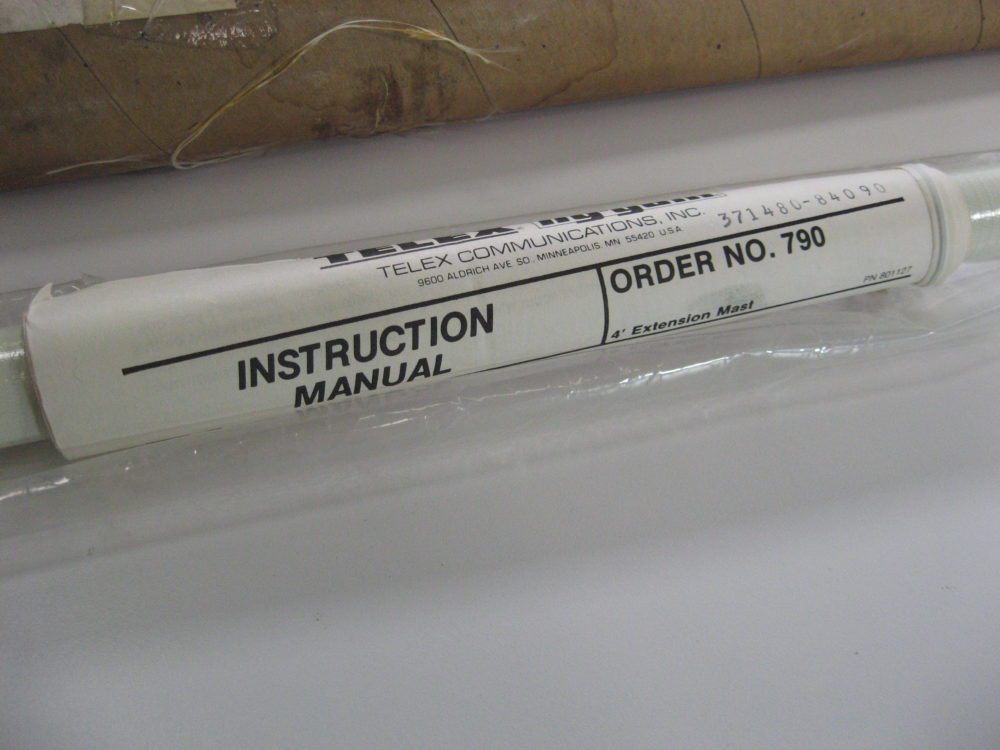 TELEX hy-gain
TELEX COMMUNICATIONS, INC.
9600 ALDRICH AVE. SO., MINNEAPOLIS, MN 55420 U.S.A.
371480-84090
INSTRUCTION
MANUAL
ORDER NO. 790
4' Extension Mast
P/N 801127